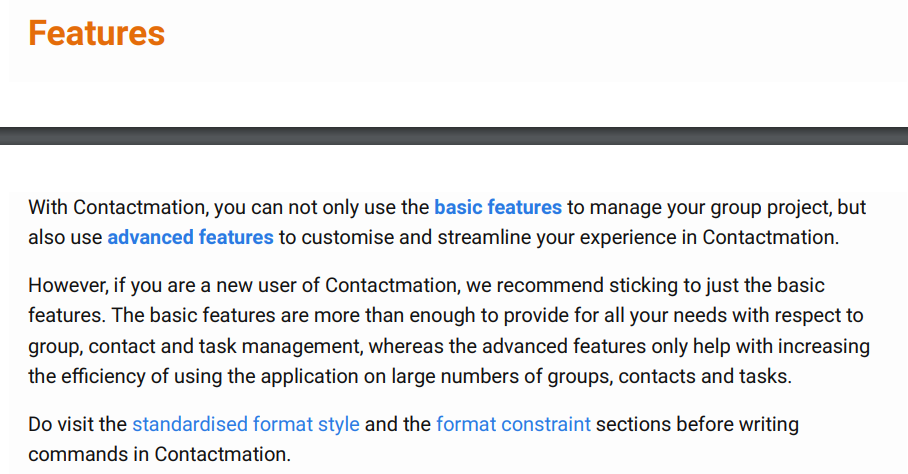 Features
With Contactmation, you can not only use the basic features to manage your group project, but
also use advanced features to customise and streamline your experience in Contactmation.
However, if you are a new user of Contactmation, we recommend sticking to just the basic
features. The basic features are more than enough to provide for all your needs with respect to
group, contact and task management, whereas the advanced features only help with increasing
the efficiency of using the application on large numbers of groups, contacts and tasks.
Do visit the standardised format style and the format constraint sections before writing
commands in Contactmation.